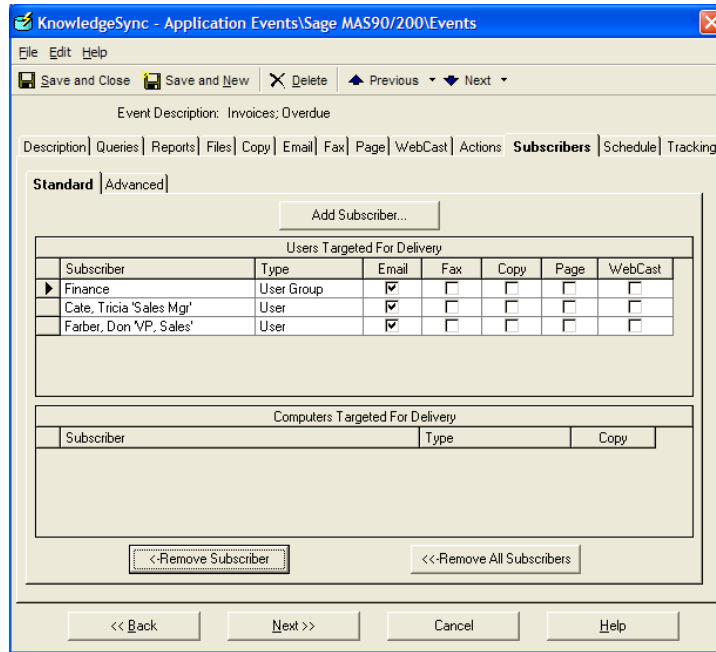 KnowledgeSync - Application Events\Sage MAS90/200\Events
File Edit Help
Save and Close Save and New Delete Previous Next
Event Description: Invoices; Overdue
Description Queries Reports Files Copy Email Fax Page WebCast Actions Subscribers Schedule Tracking
Standard Advanced
Add Subscriber...
Users Targeted For Delivery
Subscriber Type Email Fax Copy Page WebCast
Finance User Group
Cate, Tricia 'Sales Mgr' User
Farber, Don 'VP, Sales' User
Computers Targeted For Delivery
Subscriber Type Copy
<-Remove Subscriber <<-Remove All Subscribers
<< Back Next >> Cancel Help